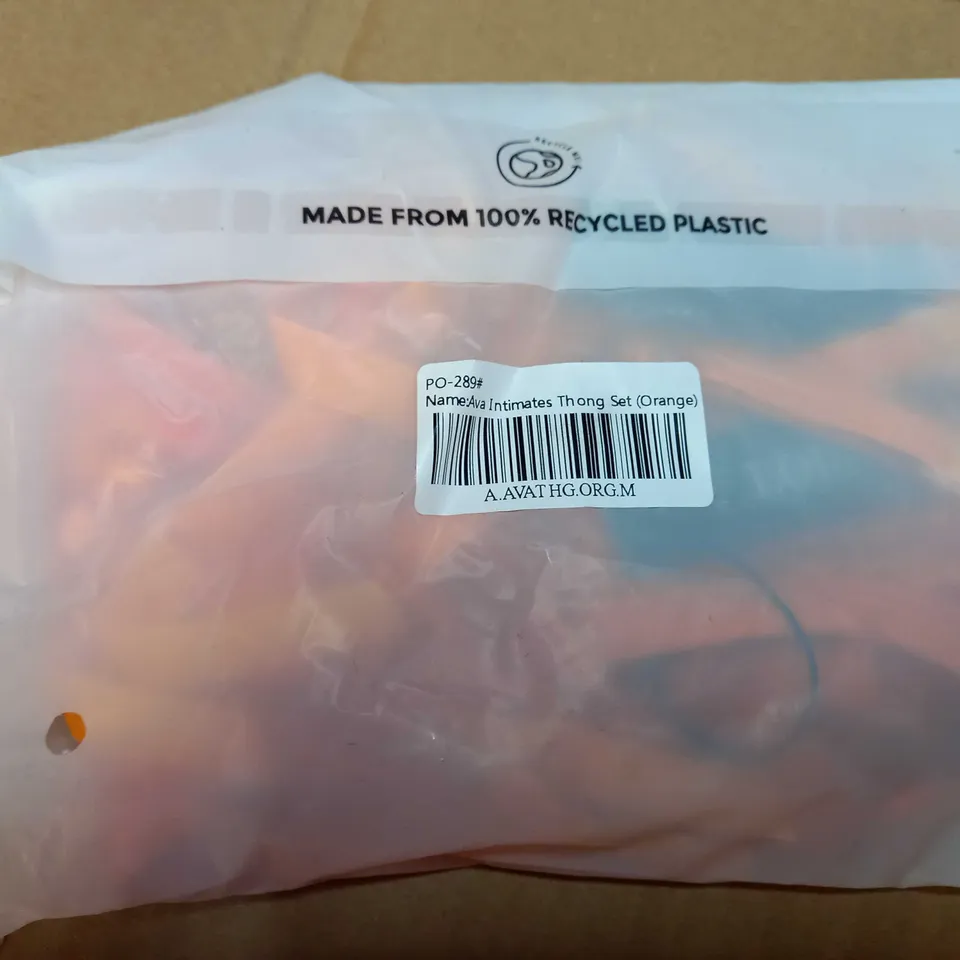 MADE FROM 100% RECYCLED PLASTIC
PO-289#
Name:Ava Intimates Thong Set (Orange)
A.AVATHG.ORG.M